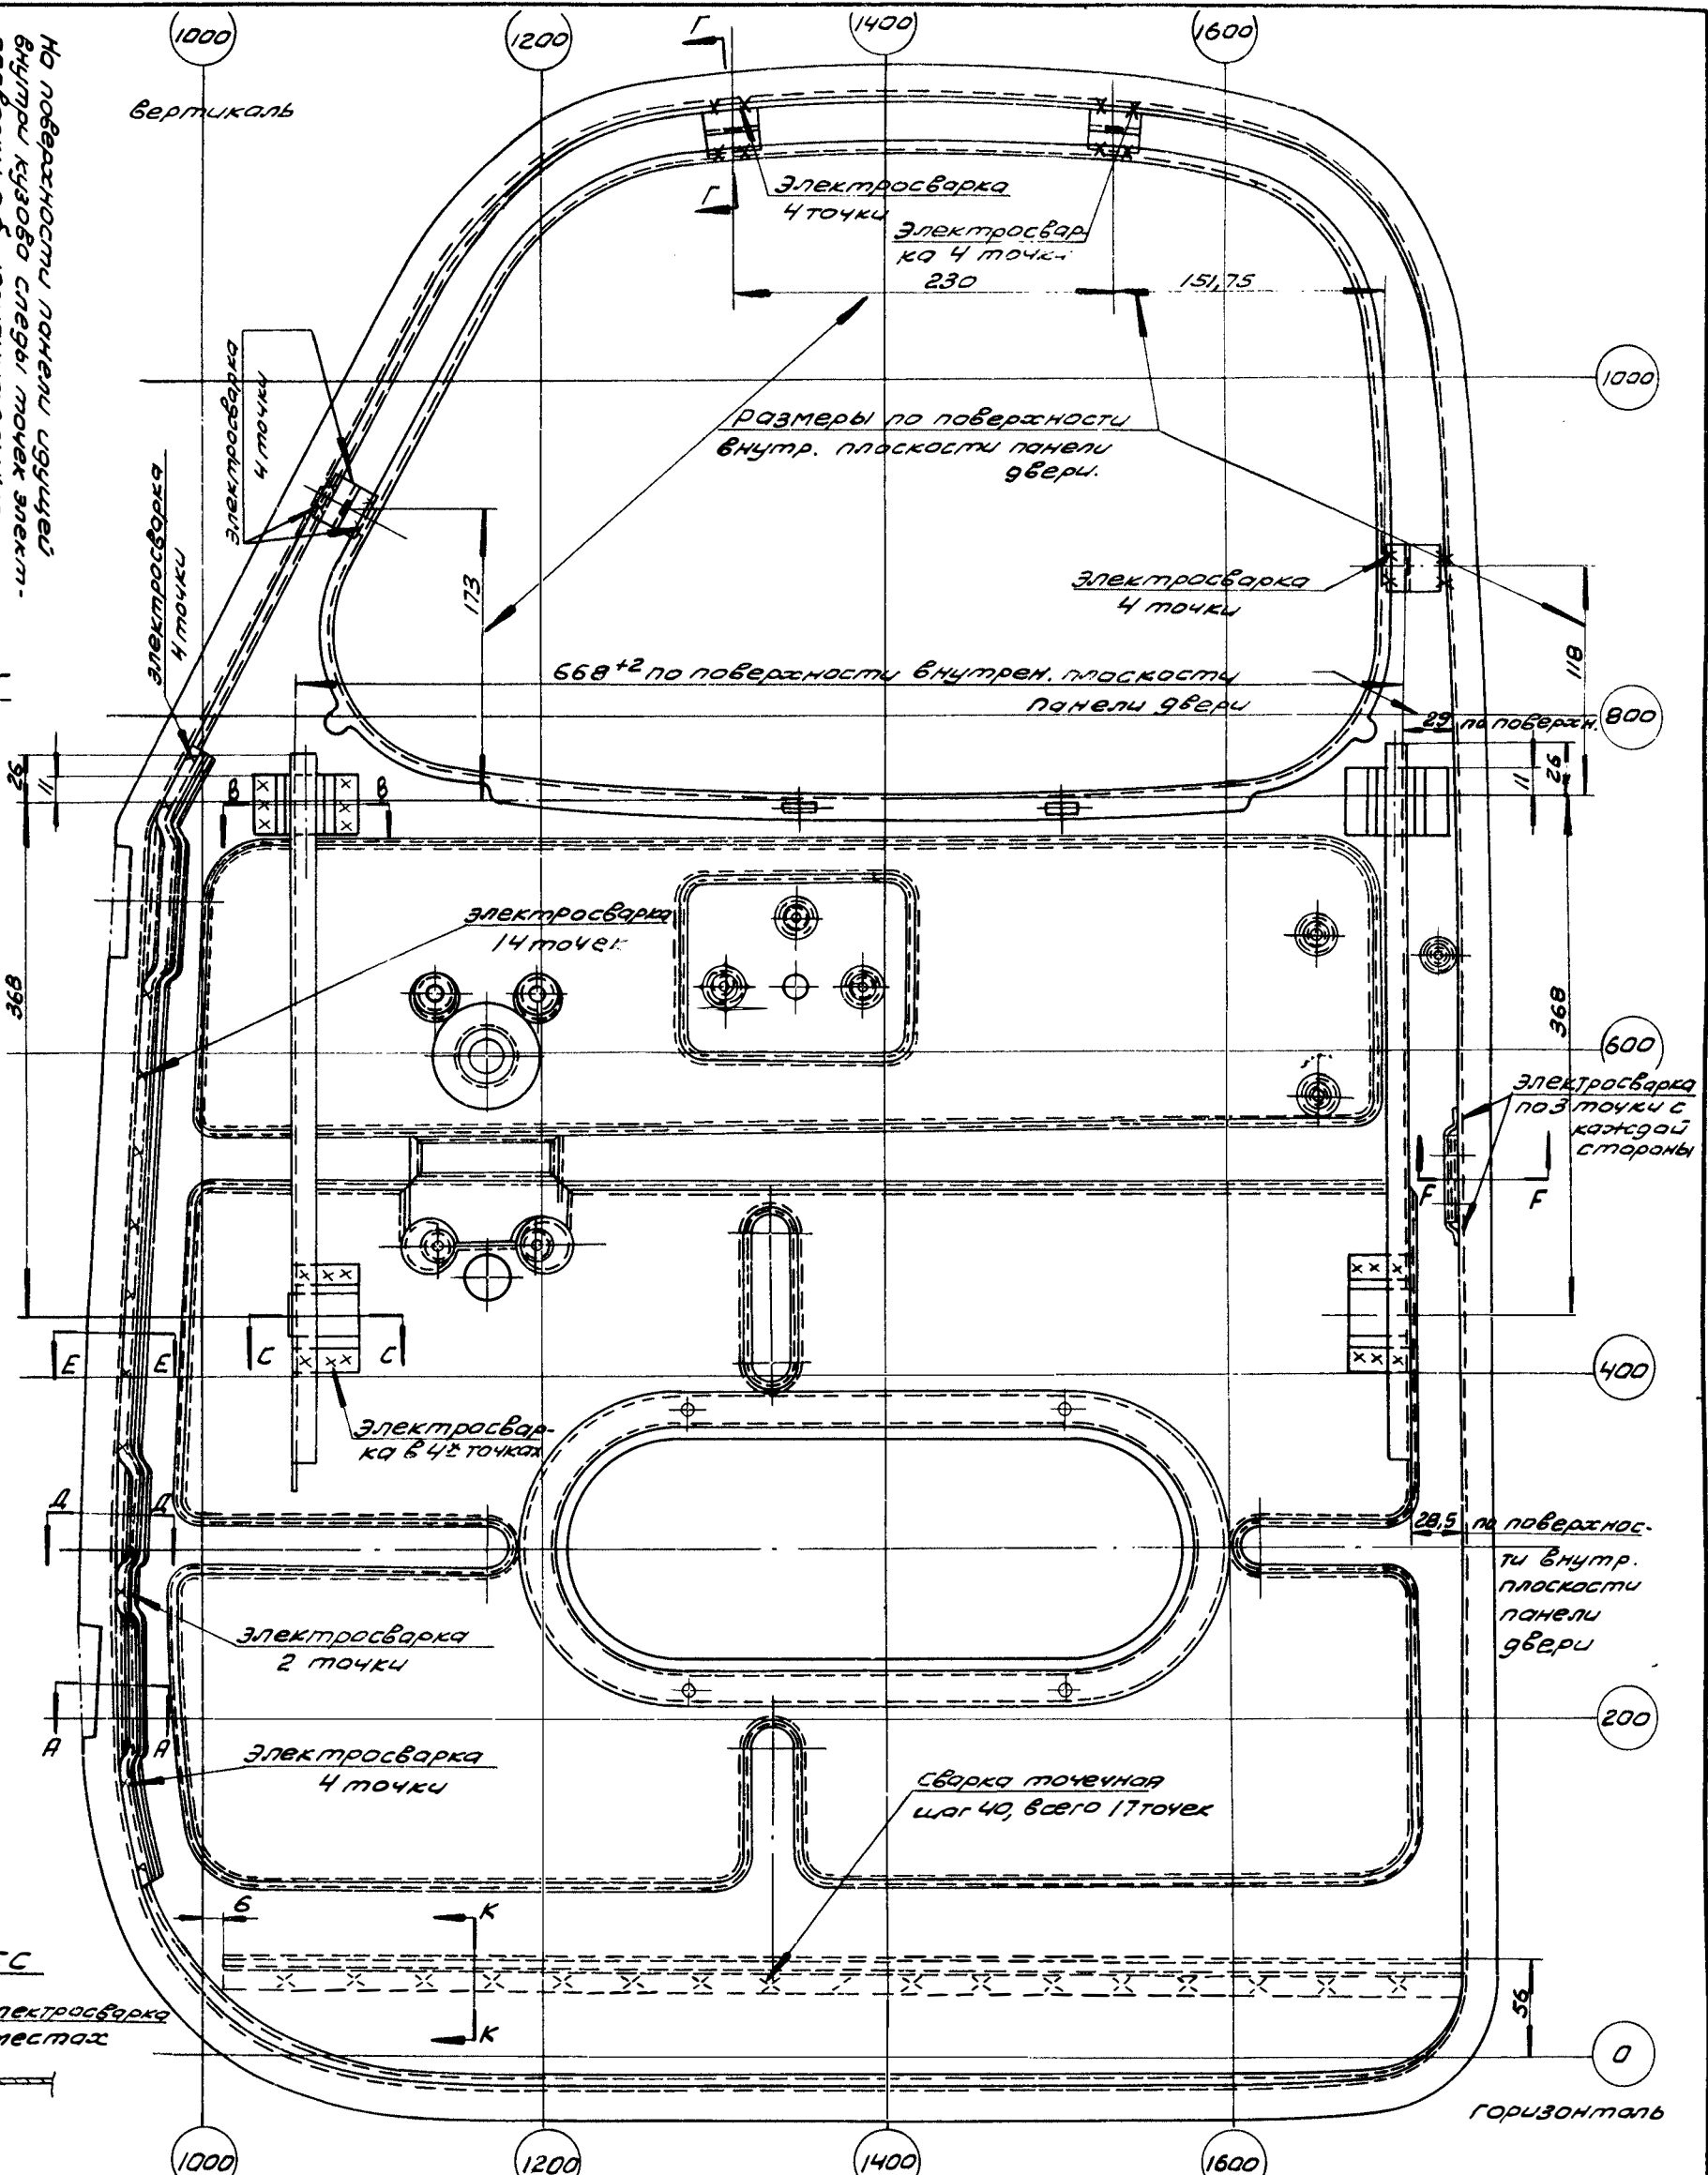 1000
1200
1400
1600
Г
вертикаль
На поверхности панели идущей
внутри кузова следы точек элект-
Г
Электросварка
4 точки
Электросвар-
ка 4 точки
230
151,75
1000
Электросварка
4 точки
Размеры по поверхности
внутр. плоскости панели
двери.
Электросварка
4 точки
173
Электросварка
4 точки
118
668⁺² по поверхности внутрен. плоскости
панели двери
29 по поверхн.
800
26
11
В
В
11
26
Электросварка
14 точек
368
368
600
Электросварка
по 3 точки с
каждой
стороны
F
F
Е
Е
С
С
400
Электросвар-
ка в 4х точках
Д
Д
28,5 по поверхнос-
ти внутр.
плоскости
панели
двери
Электросварка
2 точки
А
А
200
Электросварка
4 точки
Сварка точечная
шаг 40, всего 17 точек
6
К
К
56
С
лектросварка
местах
0
горизонталь
1000
1200
1400
1600